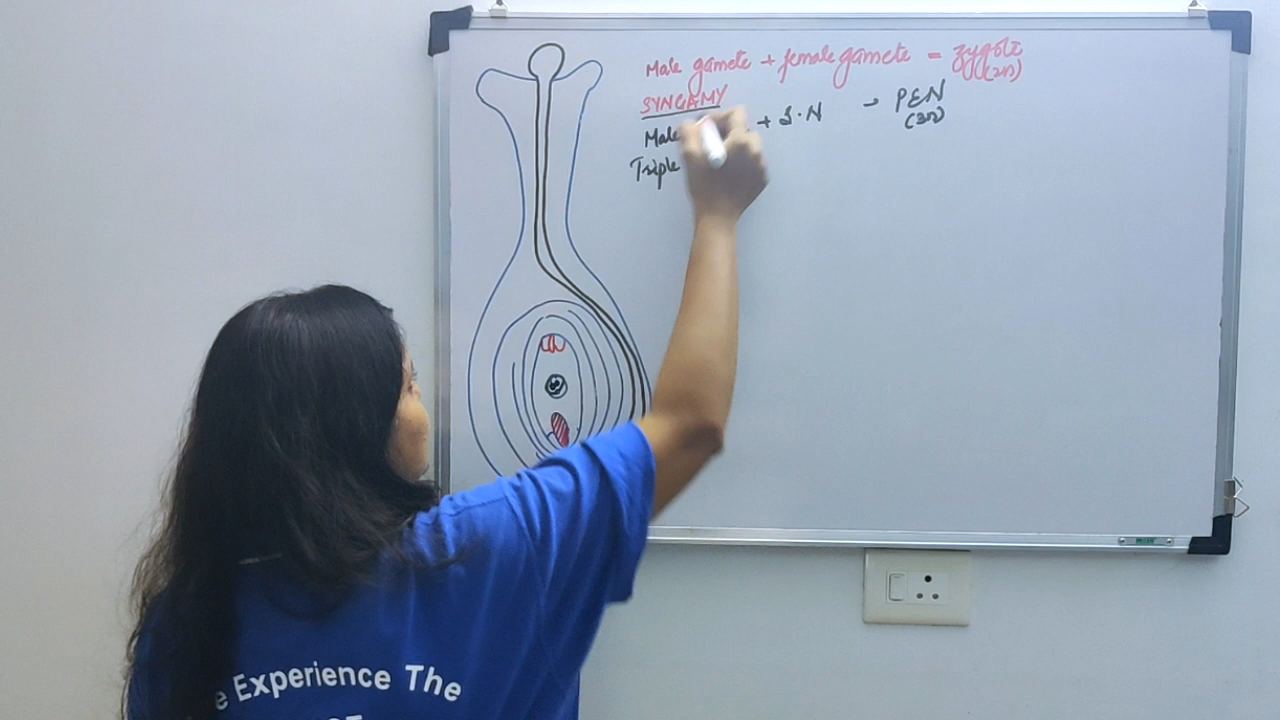 Male gamete + female gamete = zygote
(2n)
SYNGAMY
Male + S.N → PEN
(3n)
Triple
e Experience The